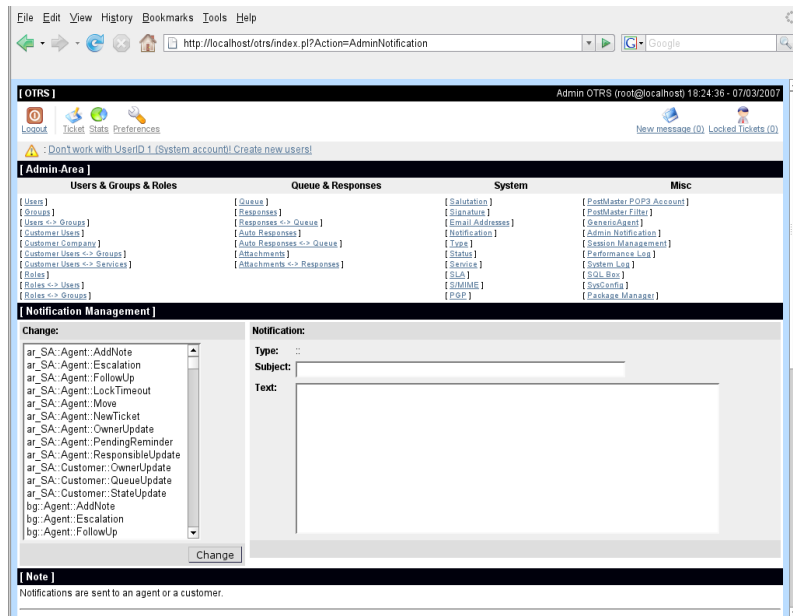 File Edit View History Bookmarks Tools Help
http://localhost/otrs/index.pl?Action=AdminNotification
G Google
[ OTRS ]
Admin OTRS (root@localhost) 18:24:36 - 07/03/2007
Logout Ticket Stats Preferences
New message (0) Locked Tickets (0)
: Don't work with UserID 1 (System account)! Create new users!
[ Admin-Area ]
Users & Groups & Roles Queue & Responses System Misc
[ Users ] [ Queue ] [ Salutation ] [ PostMaster POP3 Account ]
[ Groups ] [ Responses ] [ Signature ] [ PostMaster Filter ]
[ Users <-> Groups ] [ Responses <-> Queue ] [ Email Addresses ] [ GenericAgent ]
[ Customer Users ] [ Auto Responses ] [ Notification ] [ Admin Notification ]
[ Customer Company ] [ Auto Responses <-> Queue ] [ Type ] [ Session Management ]
[ Customer Users <-> Groups ] [ Attachments ] [ Status ] [ Performance Log ]
[ Customer Users <-> Services ] [ Attachments <-> Responses ] [ Service ] [ System Log ]
[ Roles ] [ SLA ] [ SQL Box ]
[ Roles <-> Users ] [ S/MIME ] [ SysConfig ]
[ Roles <-> Groups ] [ PGP ] [ Package Manager ]
[ Notification Management ]
Change:
ar_SA::Agent::AddNote
ar_SA::Agent::Escalation
ar_SA::Agent::FollowUp
ar_SA::Agent::LockTimeout
ar_SA::Agent::Move
ar_SA::Agent::NewTicket
ar_SA::Agent::OwnerUpdate
ar_SA::Agent::PendingReminder
ar_SA::Agent::ResponsibleUpdate
ar_SA::Customer::OwnerUpdate
ar_SA::Customer::QueueUpdate
ar_SA::Customer::StateUpdate
bg::Agent::AddNote
bg::Agent::Escalation
bg::Agent::FollowUp
Change
Notification:
Type: ::
Subject:
Text:
[ Note ]
Notifications are sent to an agent or a customer.